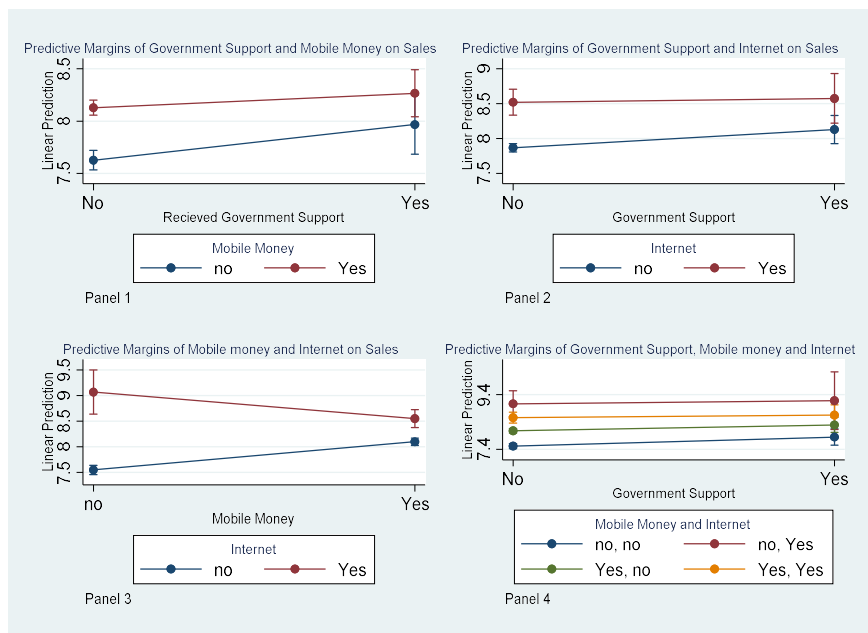 Predictive Margins of Government Support and Mobile Money on Sales
Linear Prediction
8.5
8
7.5
No
Yes
Recieved Government Support
Mobile Money
no
Yes
Panel 1
Predictive Margins of Government Support and Internet on Sales
Linear Prediction
9
8.5
8
7.5
No
Yes
Government Support
Internet
no
Yes
Panel 2
Predictive Margins of Mobile money and Internet on Sales
Linear Prediction
9.5
9
8.5
8
7.5
no
Yes
Mobile Money
Internet
no
Yes
Panel 3
Predictive Margins of Government Support, Mobile money and Internet
Linear Prediction
9.4
7.4
No
Yes
Government Support
Mobile Money and Internet
no, no
no, Yes
Yes, no
Yes, Yes
Panel 4